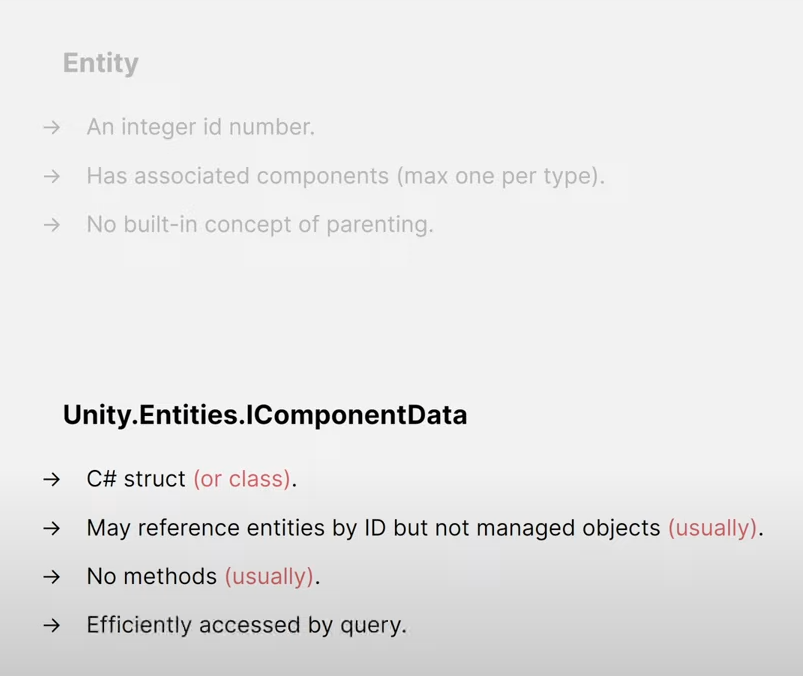 Entity
→ An integer id number.
→ Has associated components (max one per type).
→ No built-in concept of parenting.
Unity.Entities.IComponentData
→ C# struct (or class).
→ May reference entities by ID but not managed objects (usually).
→ No methods (usually).
→ Efficiently accessed by query.